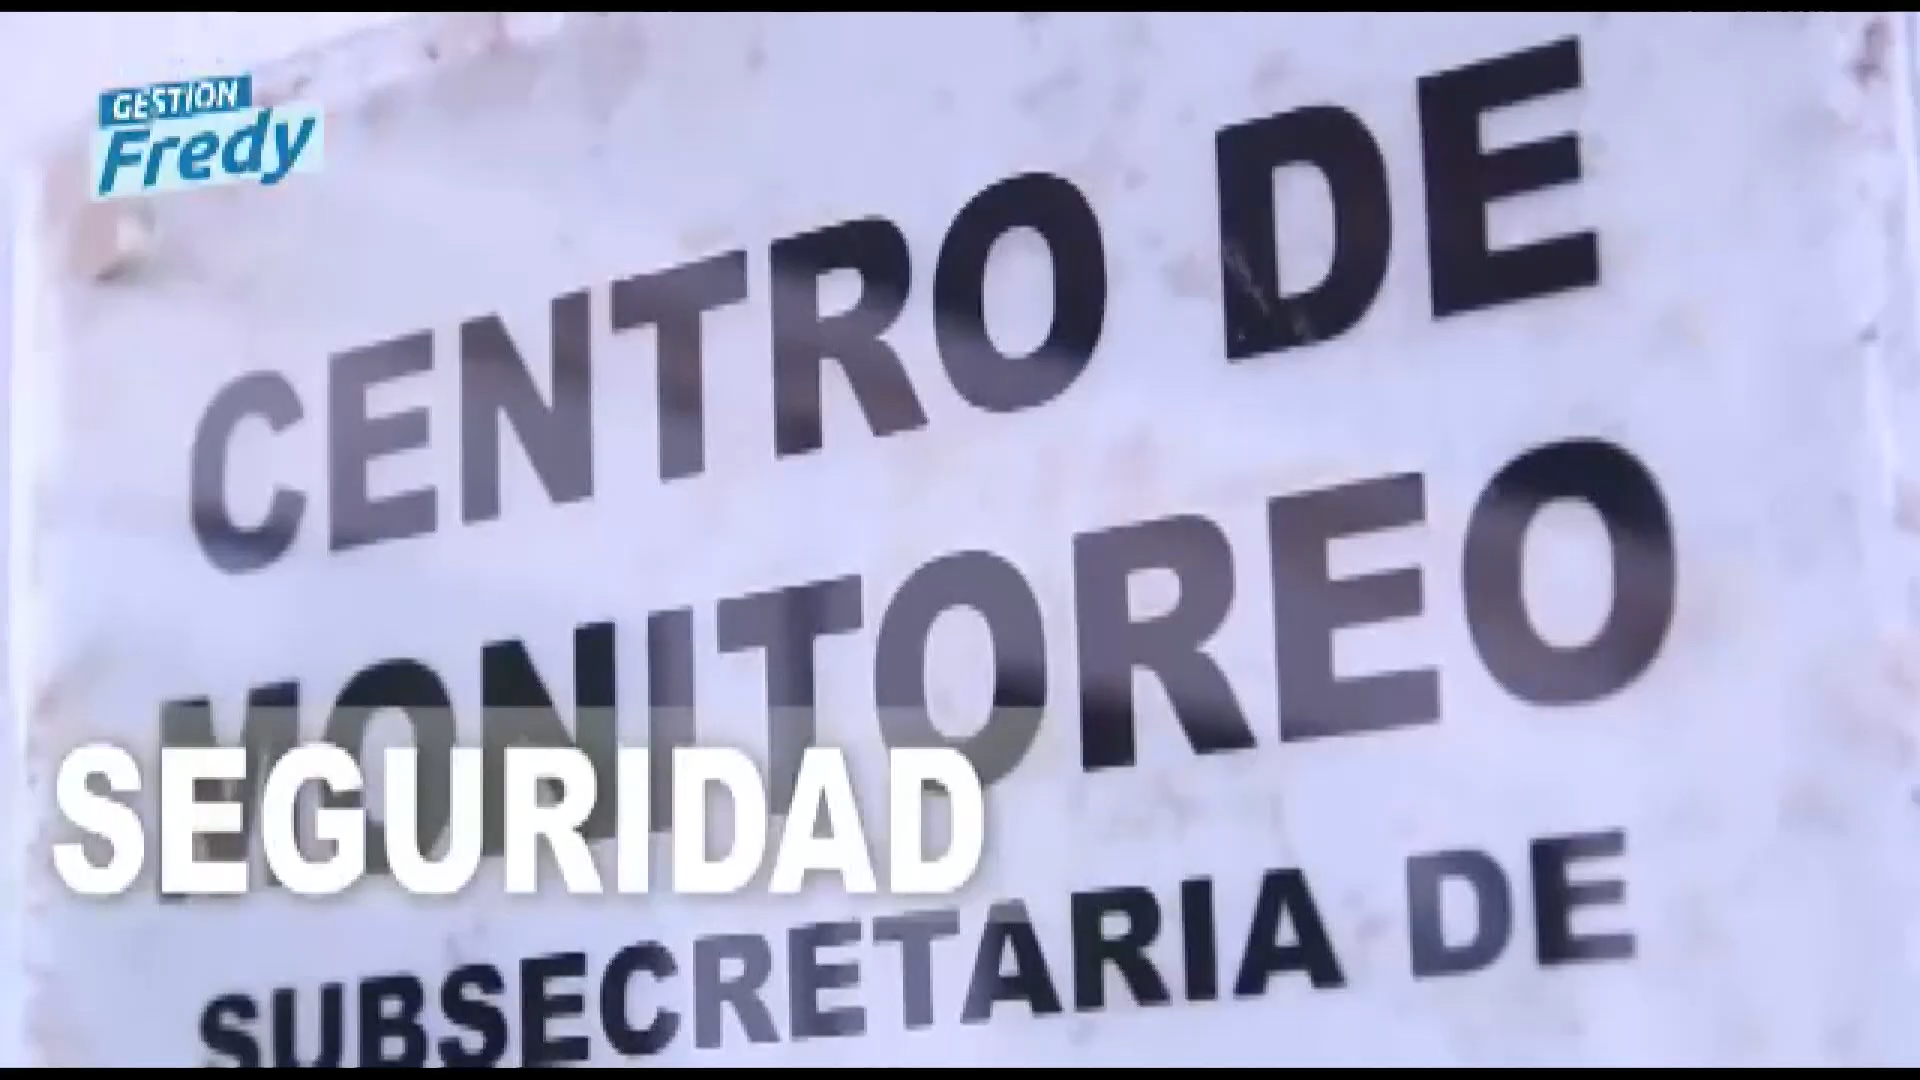 GESTION
Fredy
CENTRO DE
MONITOREO
SEGURIDAD
SUBSECRETARIA DE